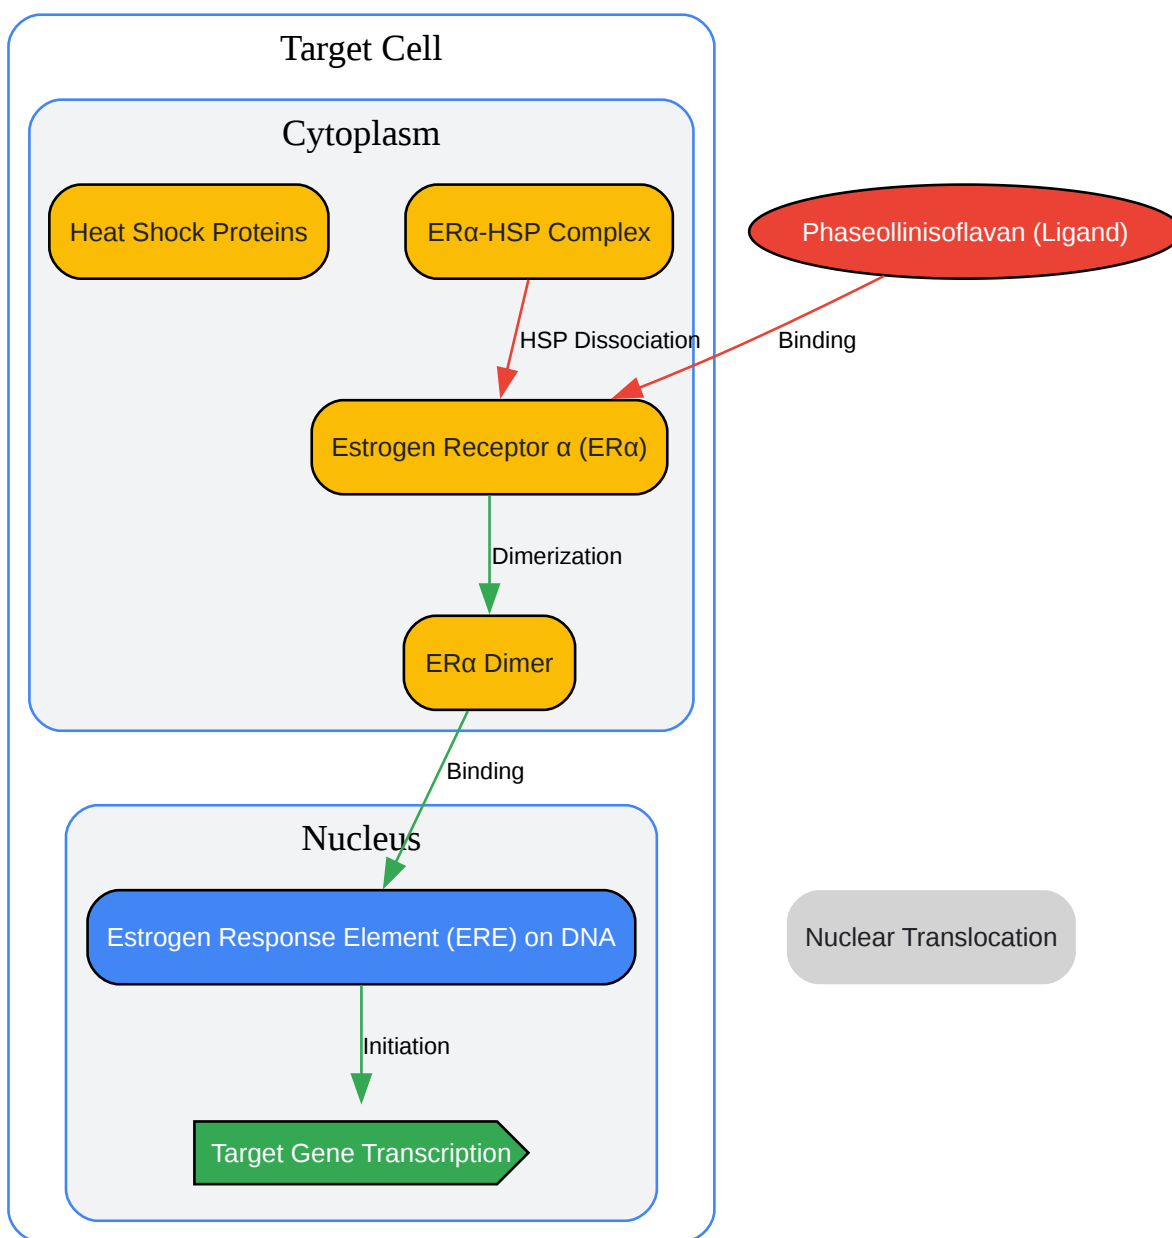 Target Cell
Cytoplasm
Heat Shock Proteins
ERα-HSP Complex
Phaseollinisoflavan (Ligand)
HSP Dissociation
Binding
Estrogen Receptor α (ERα)
Dimerization
ERα Dimer
Binding
Nucleus
Estrogen Response Element (ERE) on DNA
Nuclear Translocation
Initiation
Target Gene Transcription